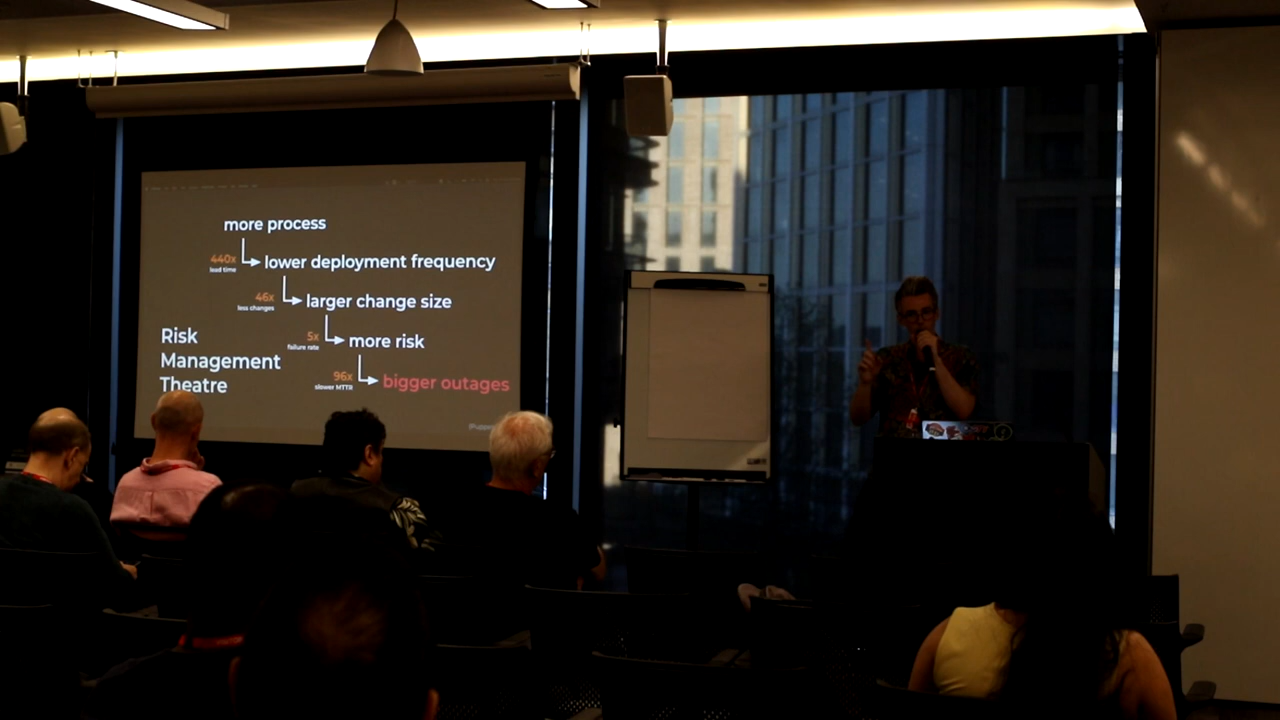 more process
440x
lead time
lower deployment frequency
46x
less changes
larger change size
5x
failure rate
more risk
96x
slower MTTR
bigger outages
Risk
Management
Theatre